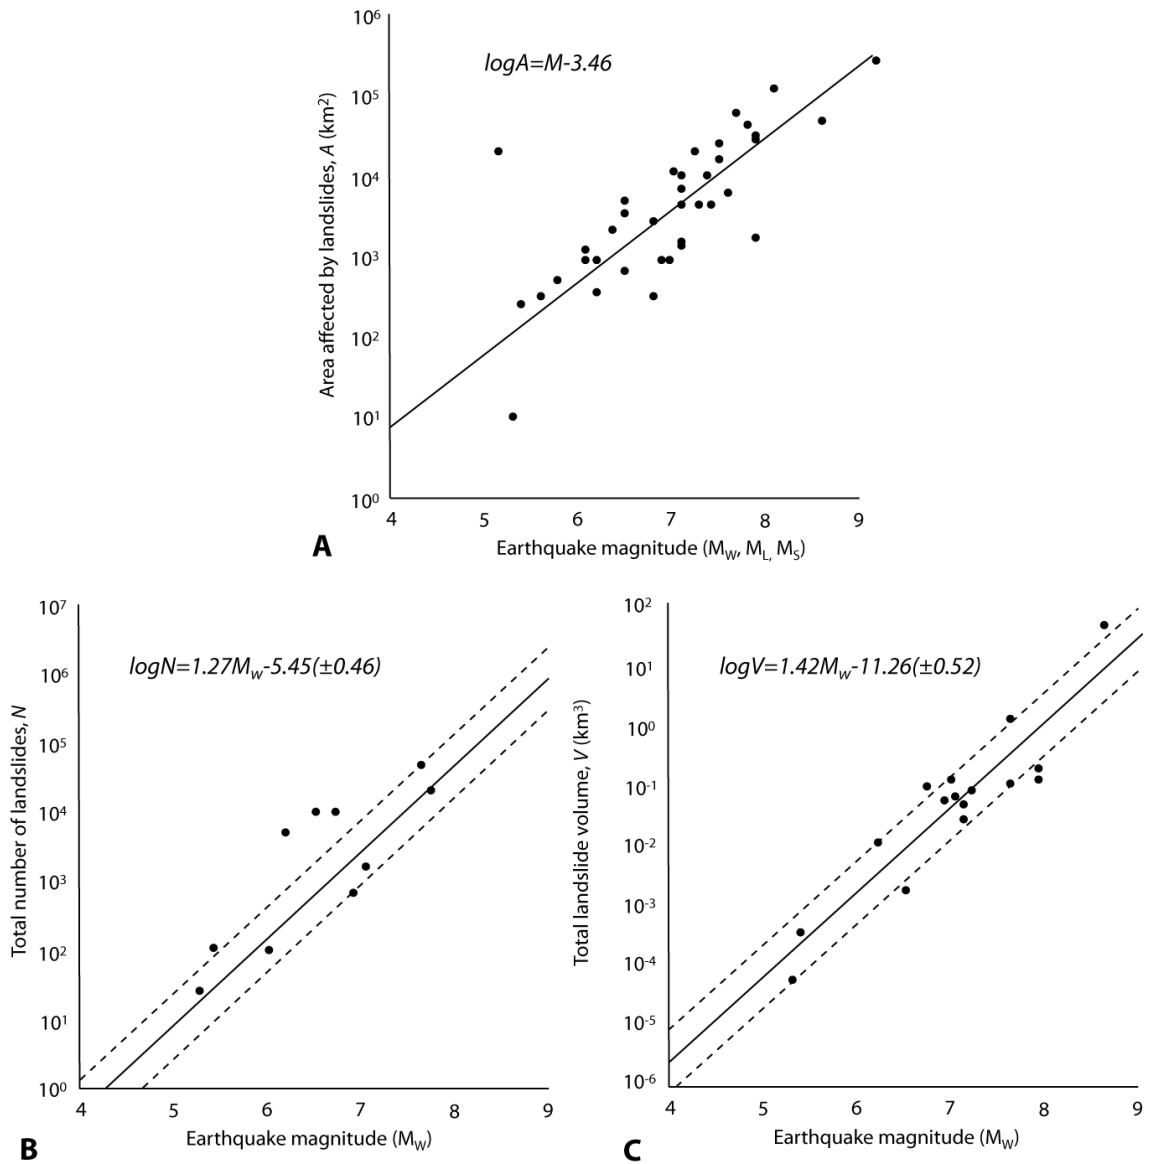 10⁶
logA=M-3.46
10⁵
10⁴
10³
10²
10¹
10⁰
Area affected by landslides, A (km²)
4 5 6 7 8 9
Earthquake magnitude (M_W, M_L, M_S)
A
10⁷
logN=1.27M_w-5.45(±0.46)
10⁶
10⁵
10⁴
10³
10²
10¹
10⁰
Total number of landslides, N
4 5 6 7 8 9
Earthquake magnitude (M_W)
B
10²
logV=1.42M_w-11.26(±0.52)
10¹
10⁰
10⁻¹
10⁻²
10⁻³
10⁻⁴
10⁻⁵
10⁻⁶
Total landslide volume, V (km³)
4 5 6 7 8 9
Earthquake magnitude (M_W)
C